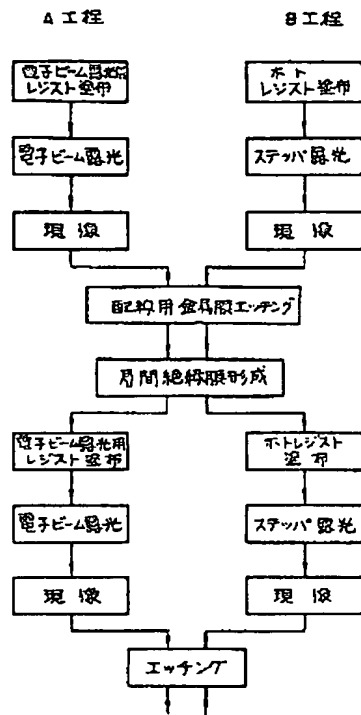 A工程
B工程
電子ビーム露光用
レジスト塗布
ホト
レジスト塗布
電子ビーム露光
ステッパ露光
現像
現像
配線用金属膜エッチング
層間絶縁膜形成
電子ビーム露光用
レジスト塗布
ホトレジスト
塗布
電子ビーム露光
ステッパ露光
現像
現像
エッチング